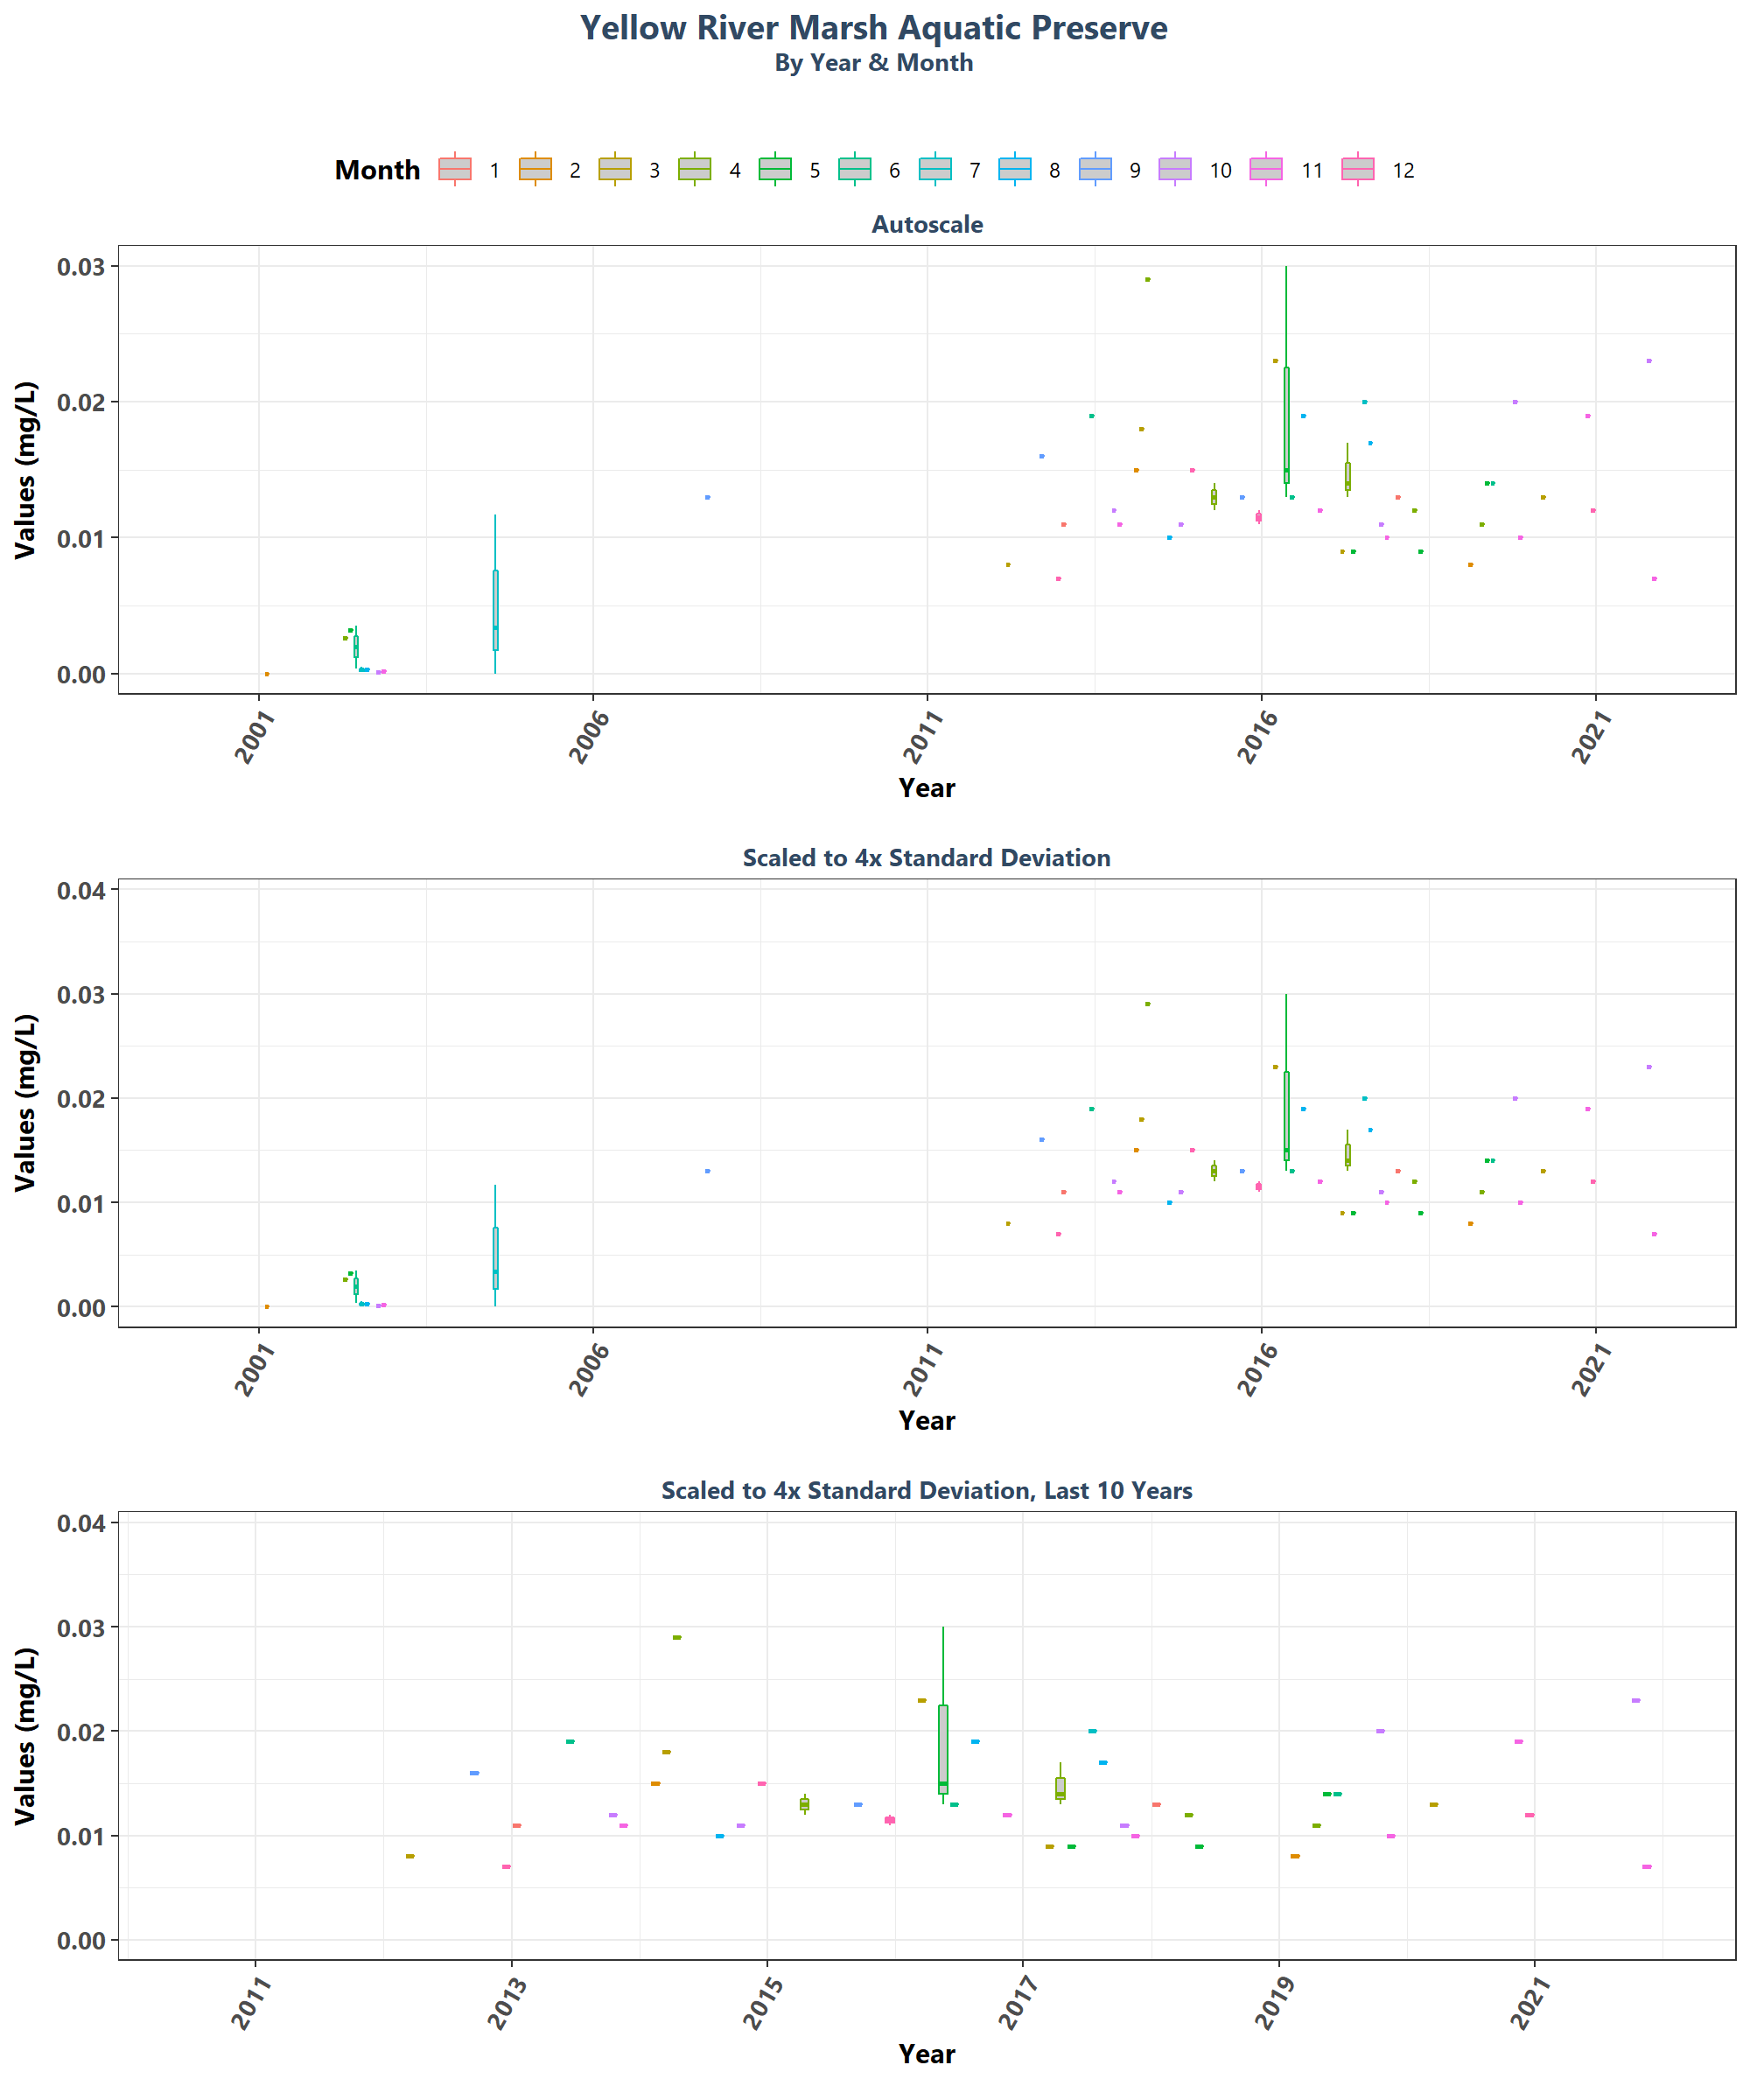 Yellow River Marsh Aquatic Preserve
By Year & Month
Month 1 2 3 4 5 6 7 8 9 10 11 12
Autoscale
Values (mg/L)
0.03
0.02
0.01
0.00
2001 2006 2011 2016 2021
Year
Scaled to 4x Standard Deviation
Values (mg/L)
0.04
0.03
0.02
0.01
0.00
2001 2006 2011 2016 2021
Year
Scaled to 4x Standard Deviation, Last 10 Years
Values (mg/L)
0.04
0.03
0.02
0.01
0.00
2011 2013 2015 2017 2019 2021
Year